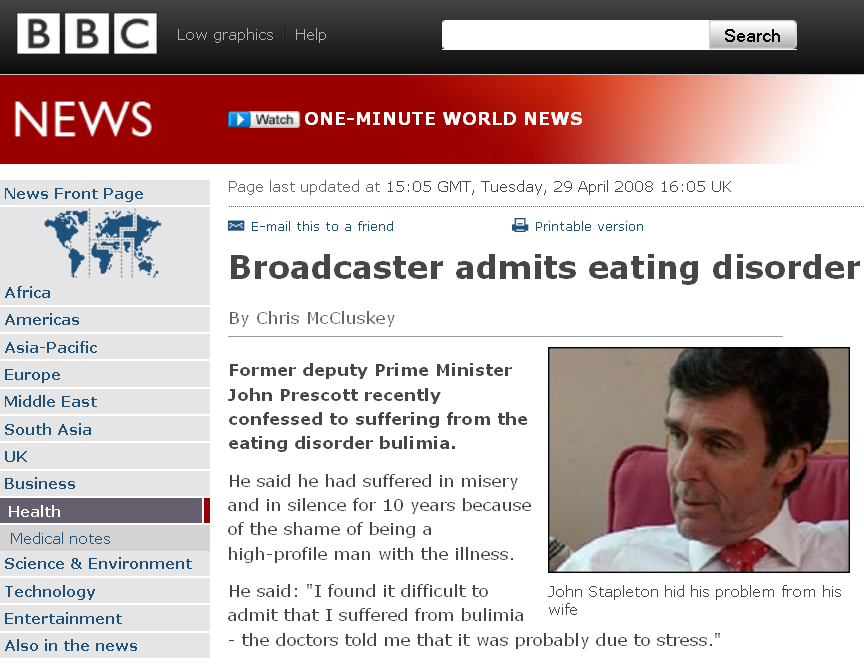 BBC
Low graphics
Help
Search
NEWS
Watch ONE-MINUTE WORLD NEWS
News Front Page
Africa
Americas
Asia-Pacific
Europe
Middle East
South Asia
UK
Business
Health
Medical notes
Science & Environment
Technology
Entertainment
Also in the news
Page last updated at 15:05 GMT, Tuesday, 29 April 2008 16:05 UK
E-mail this to a friend
Printable version
Broadcaster admits eating disorder
By Chris McCluskey
Former deputy Prime Minister
John Prescott recently
confessed to suffering from the
eating disorder bulimia.
He said he had suffered in misery
and in silence for 10 years because
of the shame of being a
high-profile man with the illness.
He said: "I found it difficult to
admit that I suffered from bulimia
- the doctors told me that it was probably due to stress."
John Stapleton hid his problem from his
wife